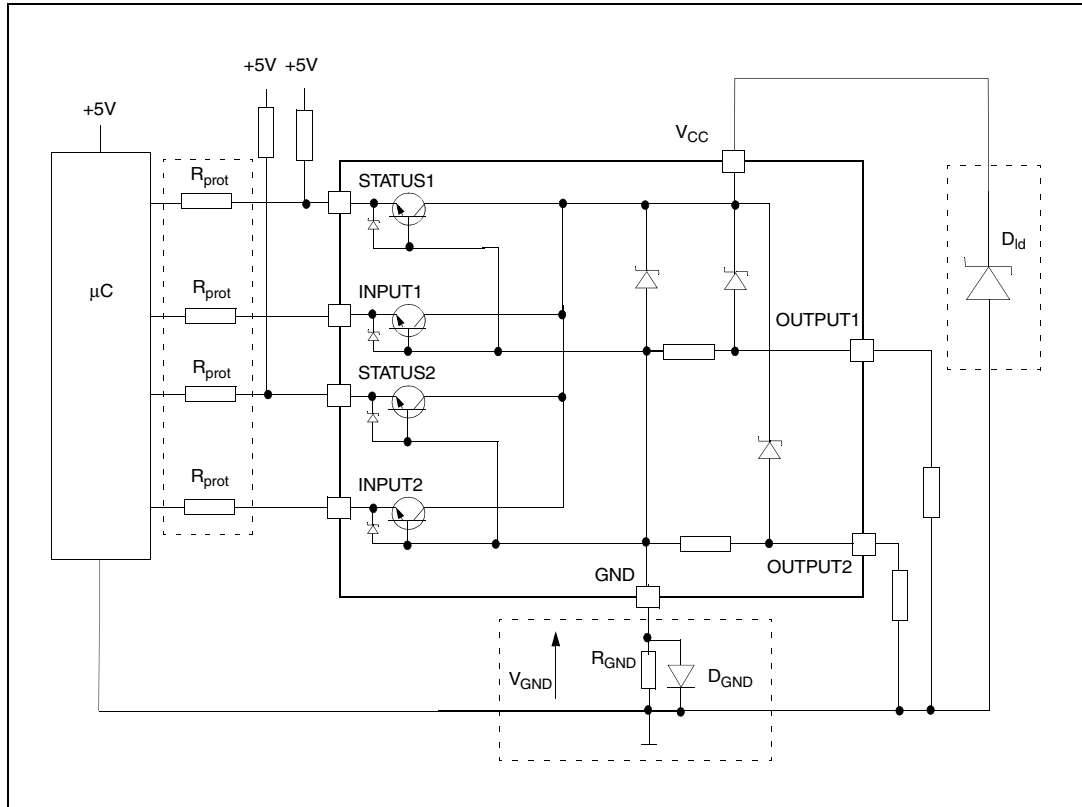 +5V +5V
+5V
V_CC
R_prot
STATUS1
D_ld
μC
R_prot
INPUT1
OUTPUT1
R_prot
STATUS2
R_prot
INPUT2
OUTPUT2
GND
R_GND
V_GND
D_GND